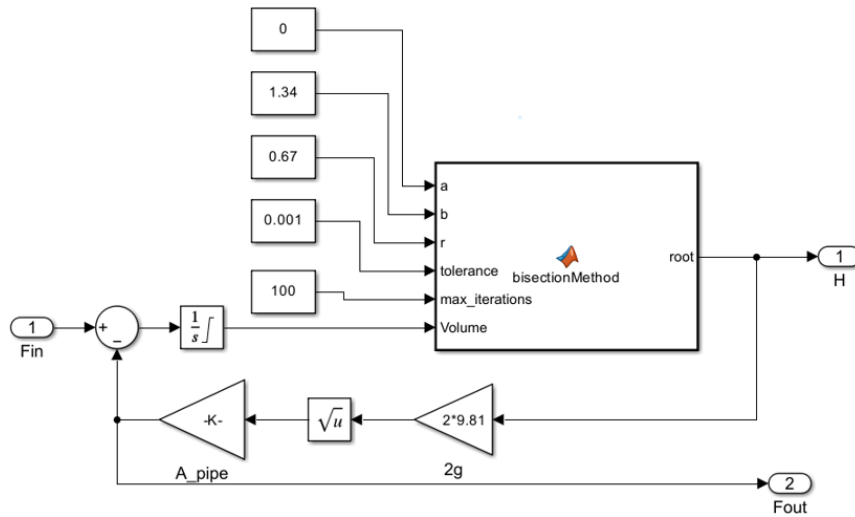 0
1.34
0.67
0.001
100
a
b
r
tolerance
max_iterations
Volume
bisectionMethod
root
1
H
1
Fin
+
−
1
s
-K-
A_pipe
√u
2*9.81
2g
2
Fout